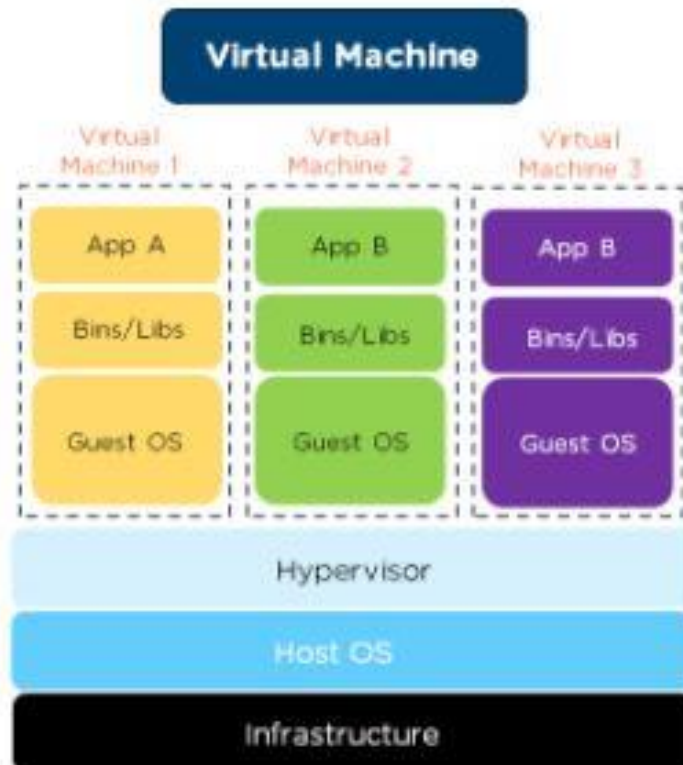 Virtual Machine
Virtual
Machine 1
Virtual
Machine 2
Virtual
Machine 3
App A
App B
App B
Bins/Libs
Bins/Libs
Bins/Libs
Guest OS
Guest OS
Guest OS
Hypervisor
Host OS
Infrastructure